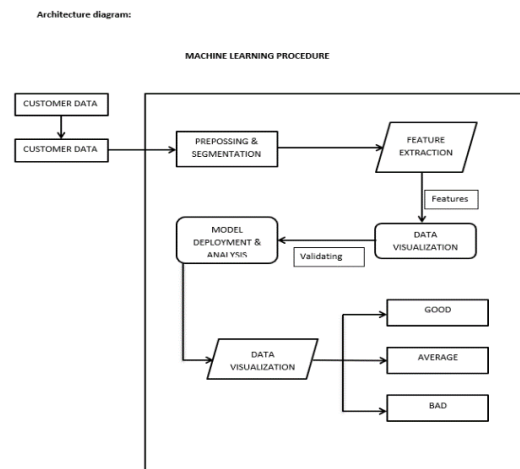 Architecture diagram:
MACHINE LEARNING PROCEDURE
CUSTOMER DATA
CUSTOMER DATA
PREPOSSING &
SEGMENTATION
FEATURE
EXTRACTION
Features
DATA
VISUALIZATION
Validating
MODEL
DEPLOYMENT &
ANALYSIS
DATA
VISUALIZATION
GOOD
AVERAGE
BAD